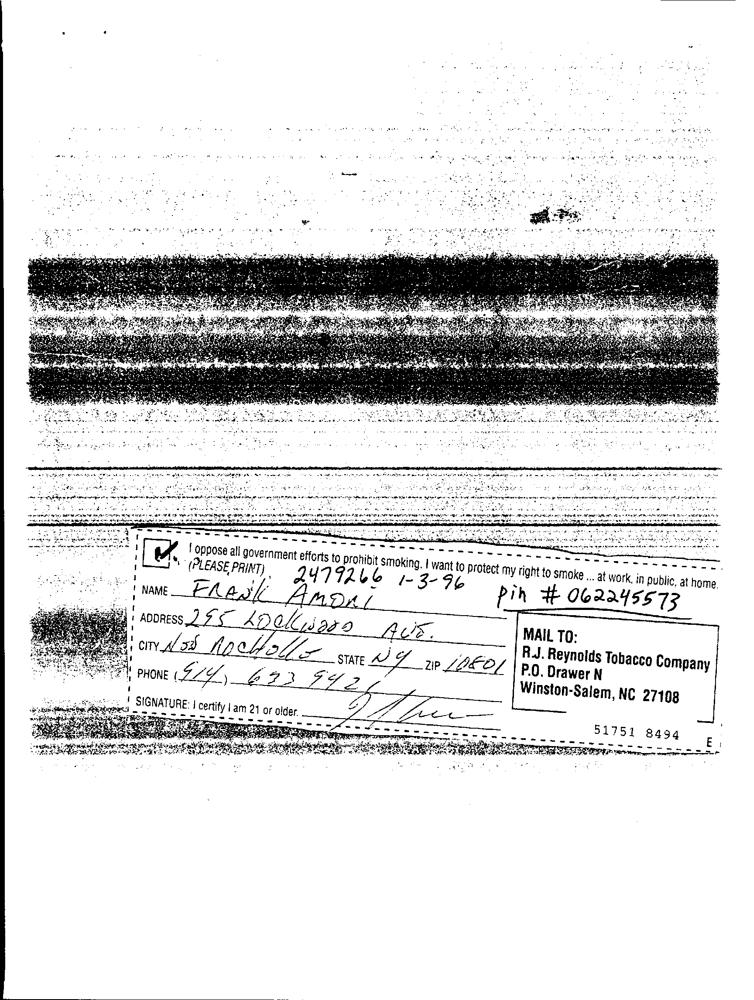 I oppose all government efforts to prohibit smoking. I want to protect my right to smoke ... at work, in public, at home.
(PLEASE PRINT) 2479266 1-3-96
Pin # 062245573
NAME FRANK AMORI
ADDRESS 255 LOCKWOOD AVE.
CITY NEW ROCHELLE STATE NY ZIP 10801
PHONE (914) 633 9421
SIGNATURE: I certify I am 21 or older.
MAIL TO:
R.J. Reynolds Tobacco Company
P.O. Drawer N
Winston-Salem, NC 27108
51751 8494
E